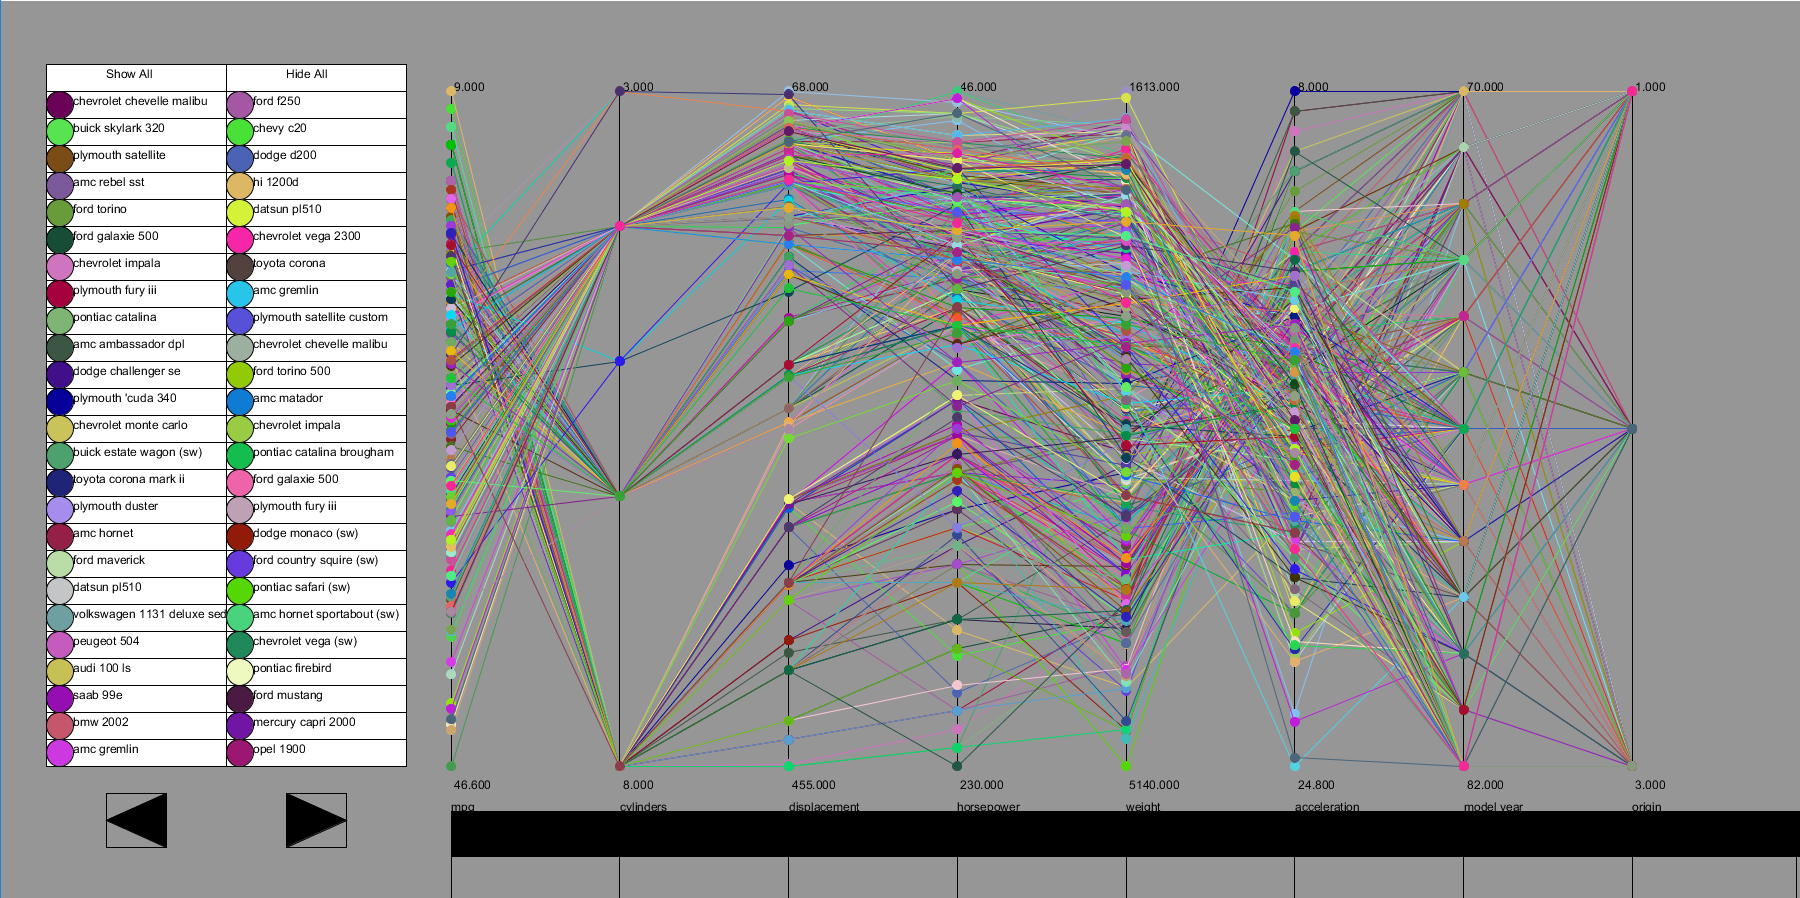 Show All Hide All
9.000 3.000 68.000 46.000 1613.000 8.000 70.000 1.000
chevrolet chevelle malibu ford f250
buick skylark 320 chevy c20
plymouth satellite dodge d200
amc rebel sst hi 1200d
ford torino datsun pl510
ford galaxie 500 chevrolet vega 2300
chevrolet impala toyota corona
plymouth fury iii amc gremlin
pontiac catalina plymouth satellite custom
amc ambassador dpl chevrolet chevelle malibu
dodge challenger se ford torino 500
plymouth 'cuda 340 amc matador
chevrolet monte carlo chevrolet impala
buick estate wagon (sw) pontiac catalina brougham
toyota corona mark ii ford galaxie 500
plymouth duster plymouth fury iii
amc hornet dodge monaco (sw)
ford maverick ford country squire (sw)
datsun pl510 pontiac safari (sw)
volkswagen 1131 deluxe sed amc hornet sportabout (sw)
peugeot 504 chevrolet vega (sw)
audi 100 ls pontiac firebird
saab 99e ford mustang
bmw 2002 mercury capri 2000
amc gremlin opel 1900
46.600 8.000 455.000 230.000 5140.000 24.800 82.000 3.000
mpg cylinders displacement horsepower weight acceleration model year origin